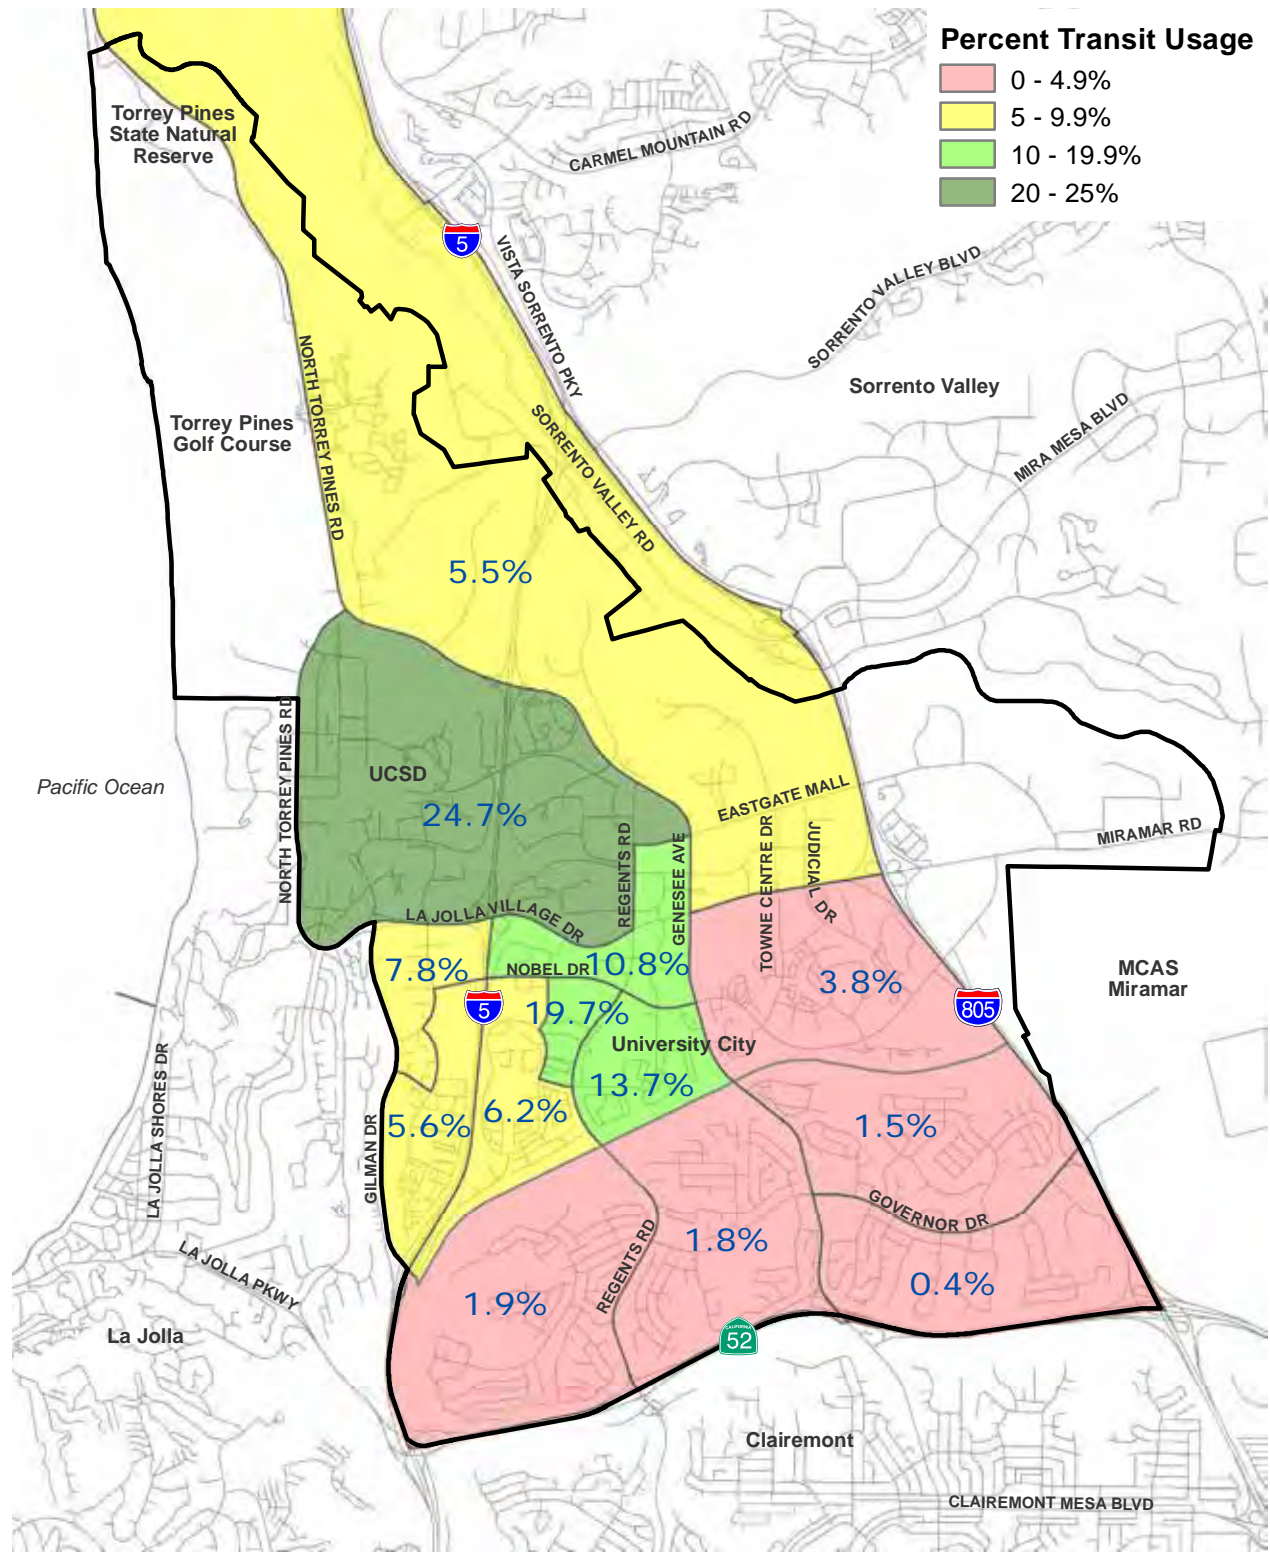 Percent Transit Usage
0 - 4.9%
5 - 9.9%
10 - 19.9%
20 - 25%
Torrey Pines
State Natural
Reserve
CARMEL MOUNTAIN RD
5
VISTA SORRENTO PKY
SORRENTO VALLEY BLVD
Sorrento Valley
MIRA MESA BLVD
NORTH TORREY PINES RD
Torrey Pines
Golf Course
SORRENTO VALLEY RD
5.5%
NORTH TORREY PINES RD
UCSD
Pacific Ocean
24.7%
EASTGATE MALL
MIRAMAR RD
REGENTS RD
GENESEE AVE
TOWNE CENTRE DR
JUDICIAL DR
LA JOLLA VILLAGE DR
7.8%
NOBEL DR
10.8%
3.8%
MCAS
Miramar
5
19.7%
805
University City
13.7%
LA JOLLA SHORES DR
GILMAN DR
5.6%
6.2%
1.5%
GOVERNOR DR
REGENTS RD
1.8%
LA JOLLA PKWY
1.9%
0.4%
La Jolla
CALIFORNIA
52
Clairemont
CLAIREMONT MESA BLVD